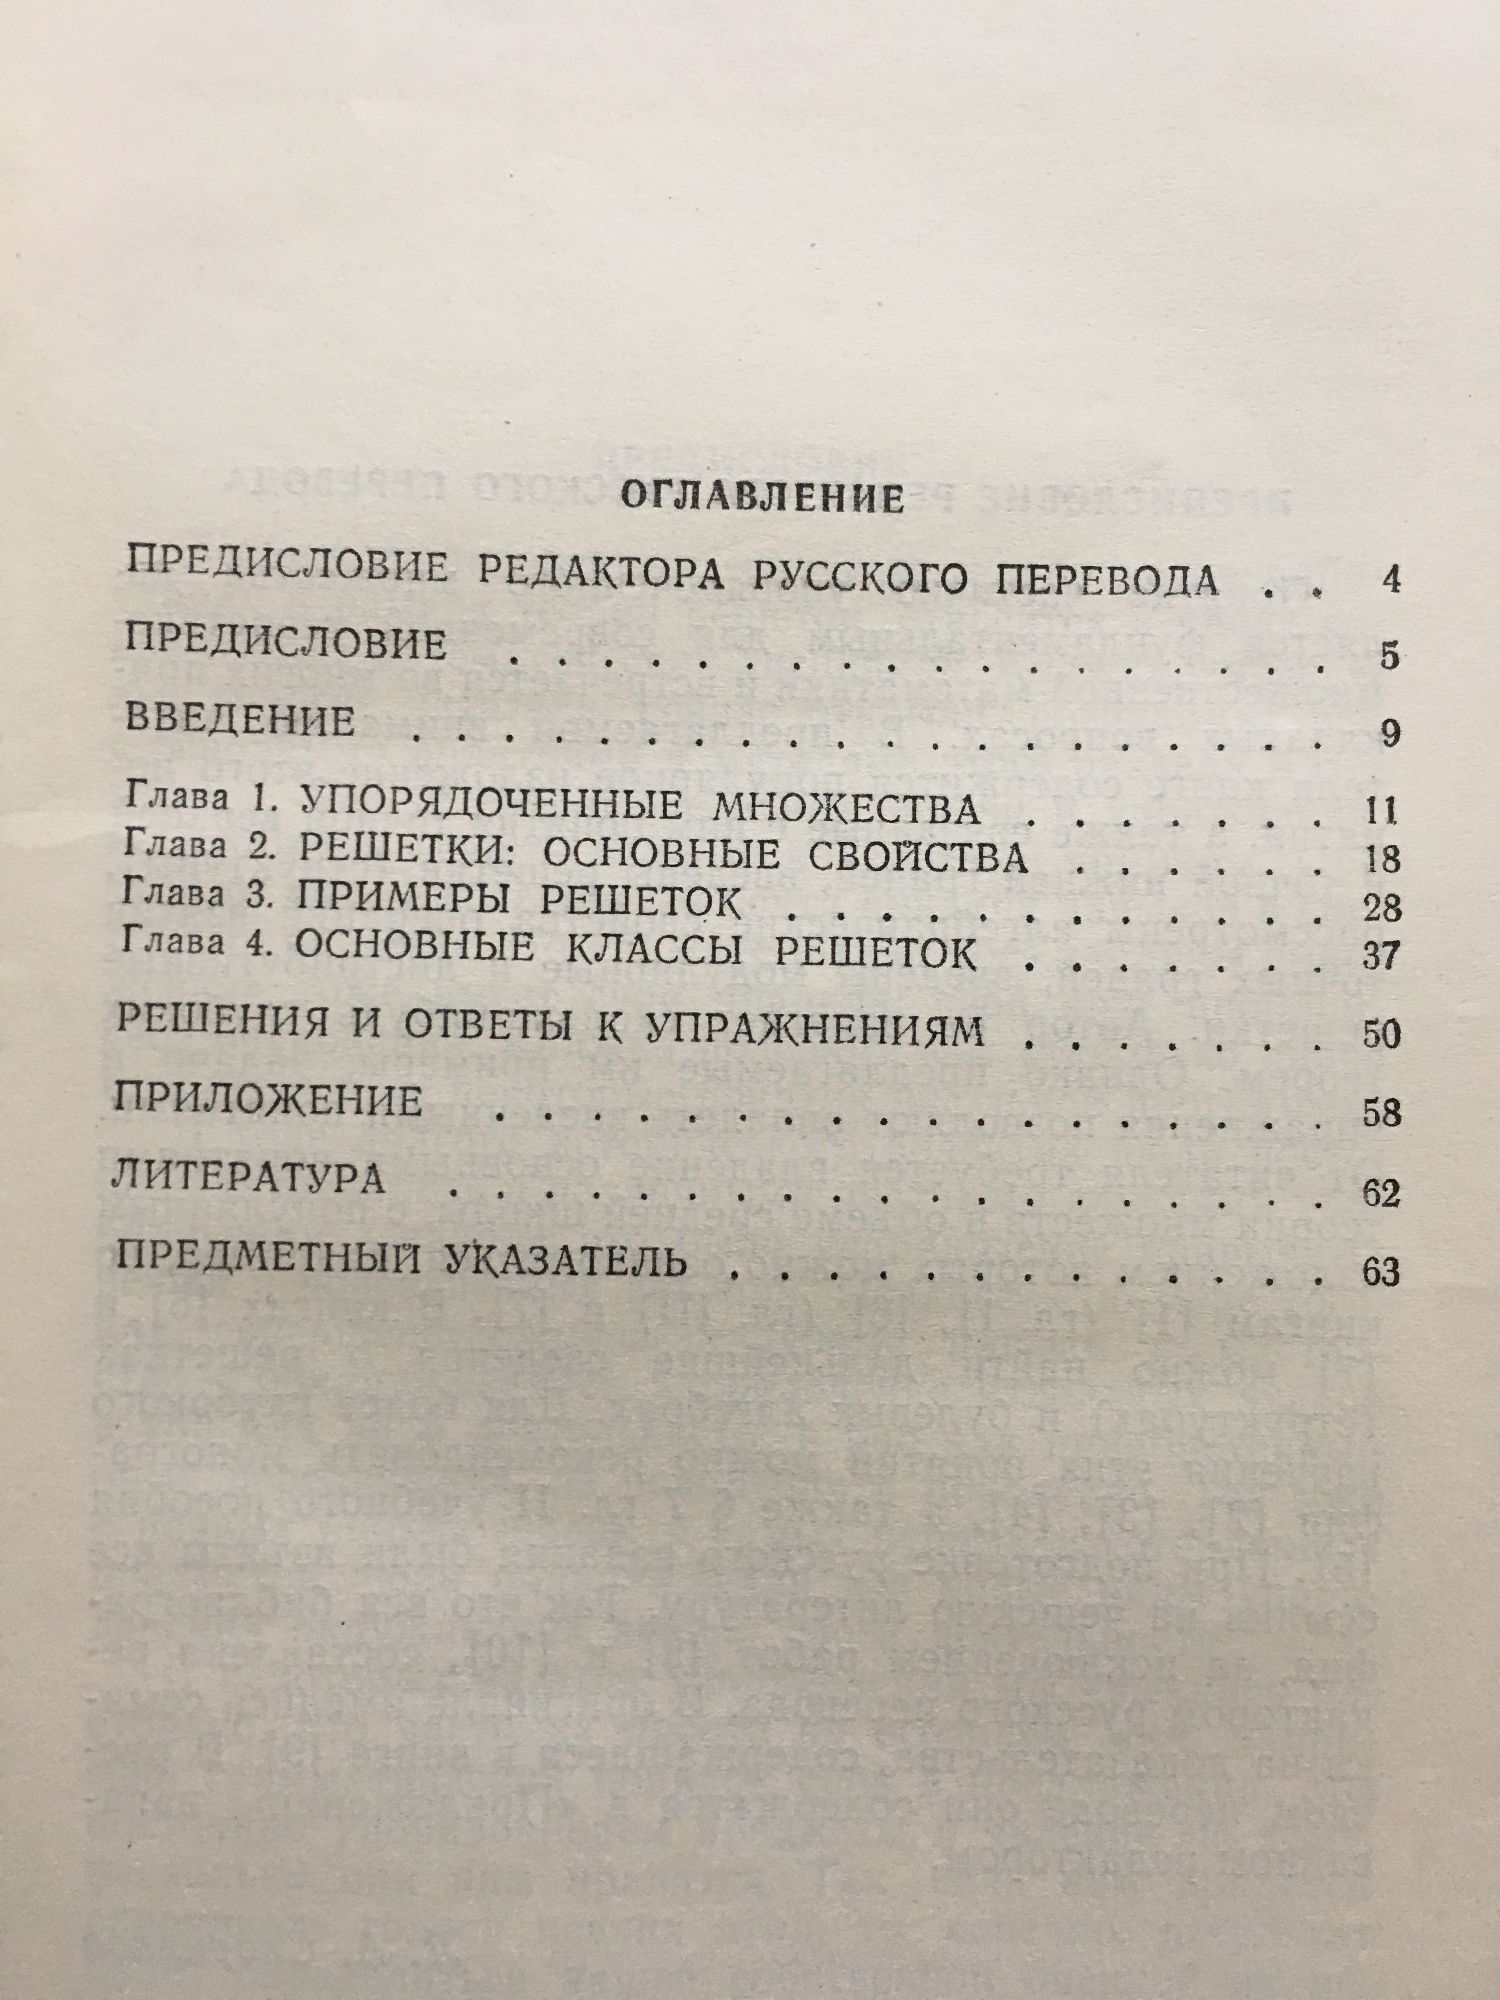 ОГЛАВЛЕНИЕ
ПРЕДИСЛОВИЕ РЕДАКТОРА РУССКОГО ПЕРЕВОДА . . 4
ПРЕДИСЛОВИЕ . . . . . . . . . . . . . . . . . . 5
ВВЕДЕНИЕ . . . . . . . . . . . . . . . . . . . . 9
Глава 1. УПОРЯДОЧЕННЫЕ МНОЖЕСТВА . . . . . . . 11
Глава 2. РЕШЕТКИ: ОСНОВНЫЕ СВОЙСТВА . . . . . . 18
Глава 3. ПРИМЕРЫ РЕШЕТОК . . . . . . . . . . . . 28
Глава 4. ОСНОВНЫЕ КЛАССЫ РЕШЕТОК . . . . . . . 37
РЕШЕНИЯ И ОТВЕТЫ К УПРАЖНЕНИЯМ . . . . . . . 50
ПРИЛОЖЕНИЕ . . . . . . . . . . . . . . . . . . 58
ЛИТЕРАТУРА . . . . . . . . . . . . . . . . . . . 62
ПРЕДМЕТНЫЙ УКАЗАТЕЛЬ . . . . . . . . . . . . . 63